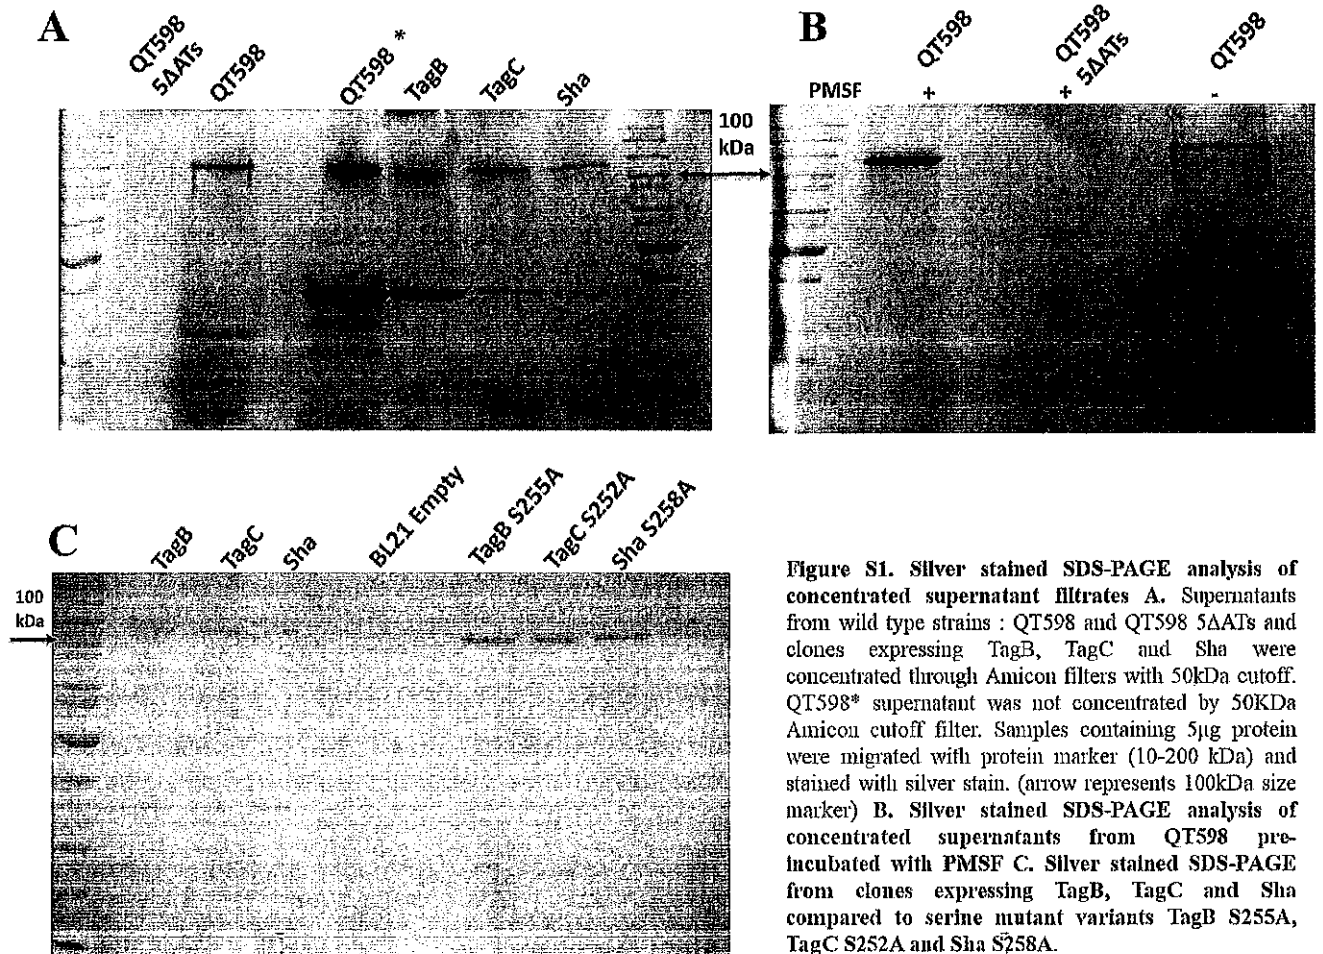 A
QT598
5ΔATs
QT598
QT598 *
TagB
TagC
Sha
B
QT598
QT598
5ΔATs
QT598
PMSF + + -
100
kDa
C
TagB
TagC
Sha
BL21 Empty
TagB S255A
TagC S252A
Sha S258A
100
kDa
Figure S1. Silver stained SDS-PAGE analysis of
concentrated supernatant filtrates A. Supernatants
from wild type strains : QT598 and QT598 5ΔATs and
clones expressing TagB, TagC and Sha were
concentrated through Amicon filters with 50kDa cutoff.
QT598* supernatant was not concentrated by 50KDa
Amicon cutoff filter. Samples containing 5µg protein
were migrated with protein marker (10-200 kDa) and
stained with silver stain. (arrow represents 100kDa size
marker) B. Silver stained SDS-PAGE analysis of
concentrated supernatants from QT598 pre-
incubated with PMSF C. Silver stained SDS-PAGE
from clones expressing TagB, TagC and Sha
compared to serine mutant variants TagB S255A,
TagC S252A and Sha S258A.